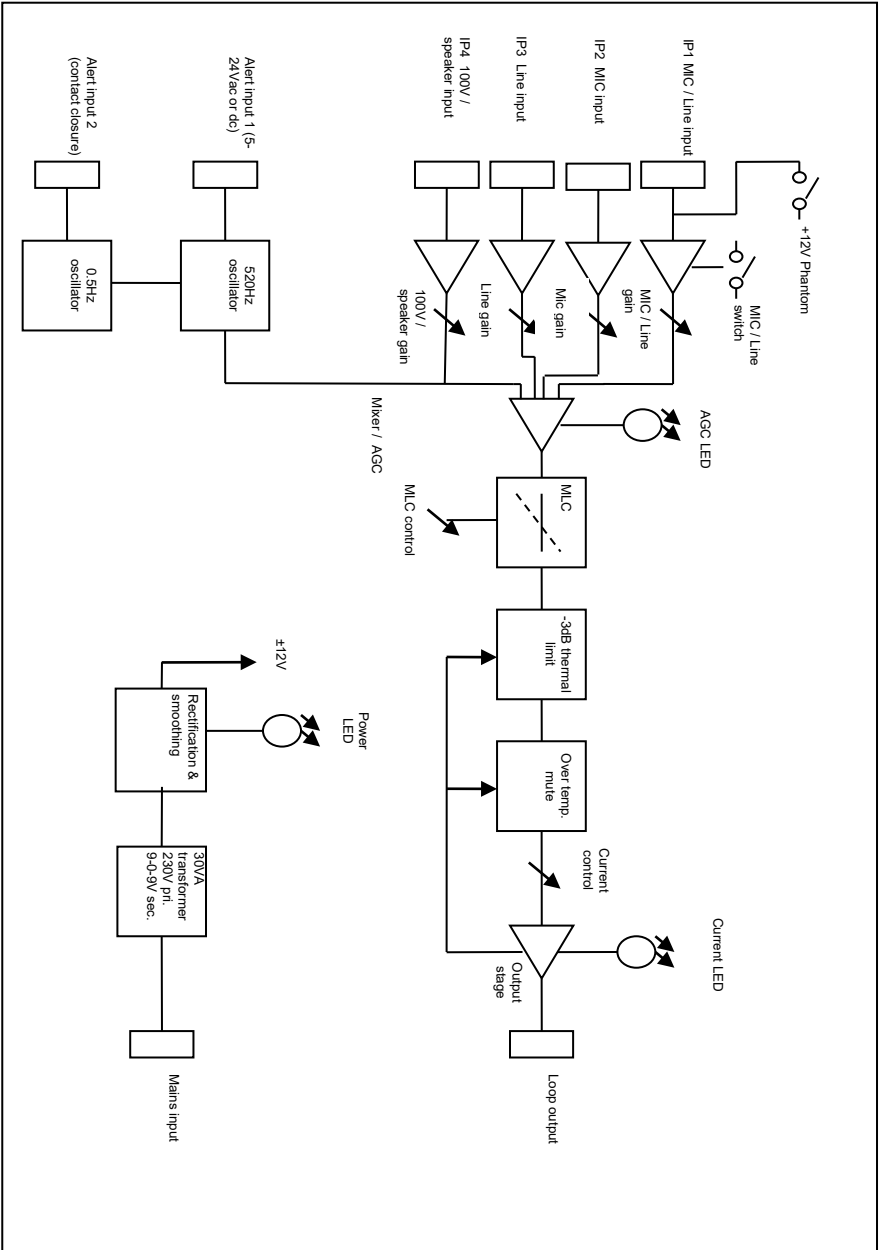 +12V Phantom
MIC / Line
switch
IP1 MIC / Line input
MIC / Line
gain
IP2 MIC input
Mic gain
IP3 Line input
Line gain
IP4 100V /
speaker input
100V /
speaker gain
Alert input 1 (5-
24Vac or dc)
520Hz
oscillator
Alert input 2
(contact closure)
0.5Hz
oscillator
AGC LED
Mixer / AGC
MLC
MLC control
-3dB thermal
limit
Over temp.
mute
Current
control
Current LED
Output
stage
Loop output
±12V
Power
LED
Rectification &
smoothing
30VA
transformer
230V pri.
9-0-9V sec.
Mains input